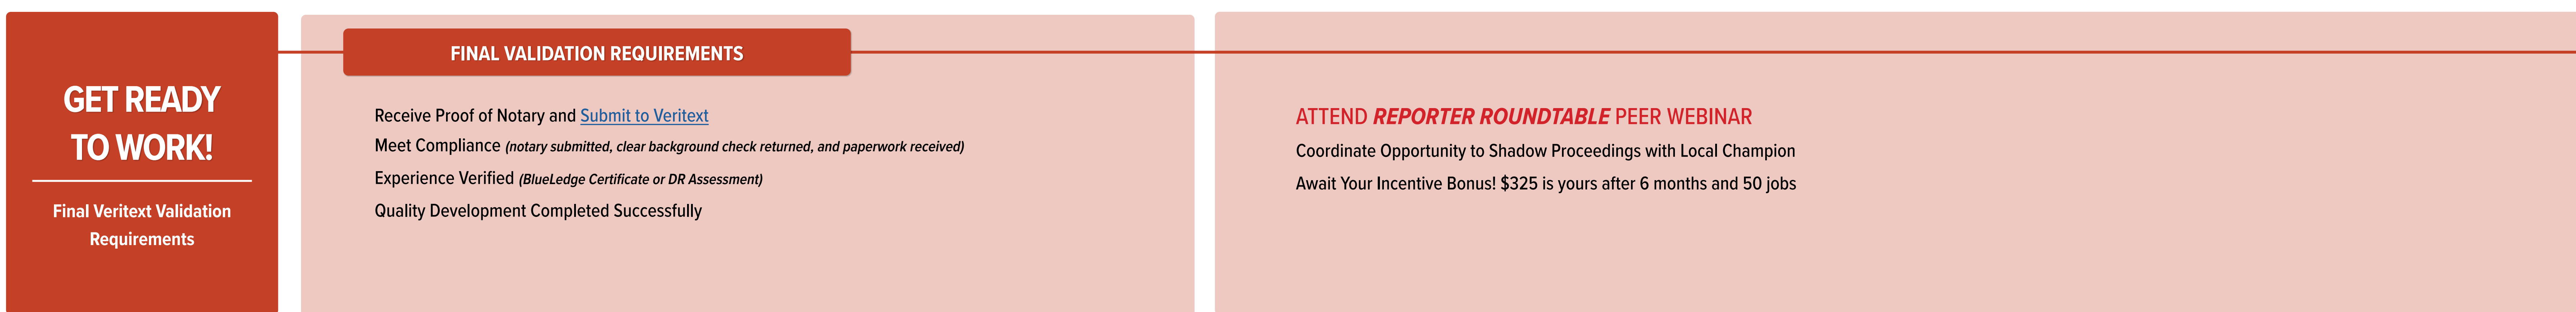 GET READY
TO WORK!
Final Veritext Validation
Requirements
FINAL VALIDATION REQUIREMENTS
Receive Proof of Notary and Submit to Veritext
Meet Compliance (notary submitted, clear background check returned, and paperwork received)
Experience Verified (BlueLedge Certificate or DR Assessment)
Quality Development Completed Successfully
ATTEND REPORTER ROUNDTABLE PEER WEBINAR
Coordinate Opportunity to Shadow Proceedings with Local Champion
Await Your Incentive Bonus! $325 is yours after 6 months and 50 jobs